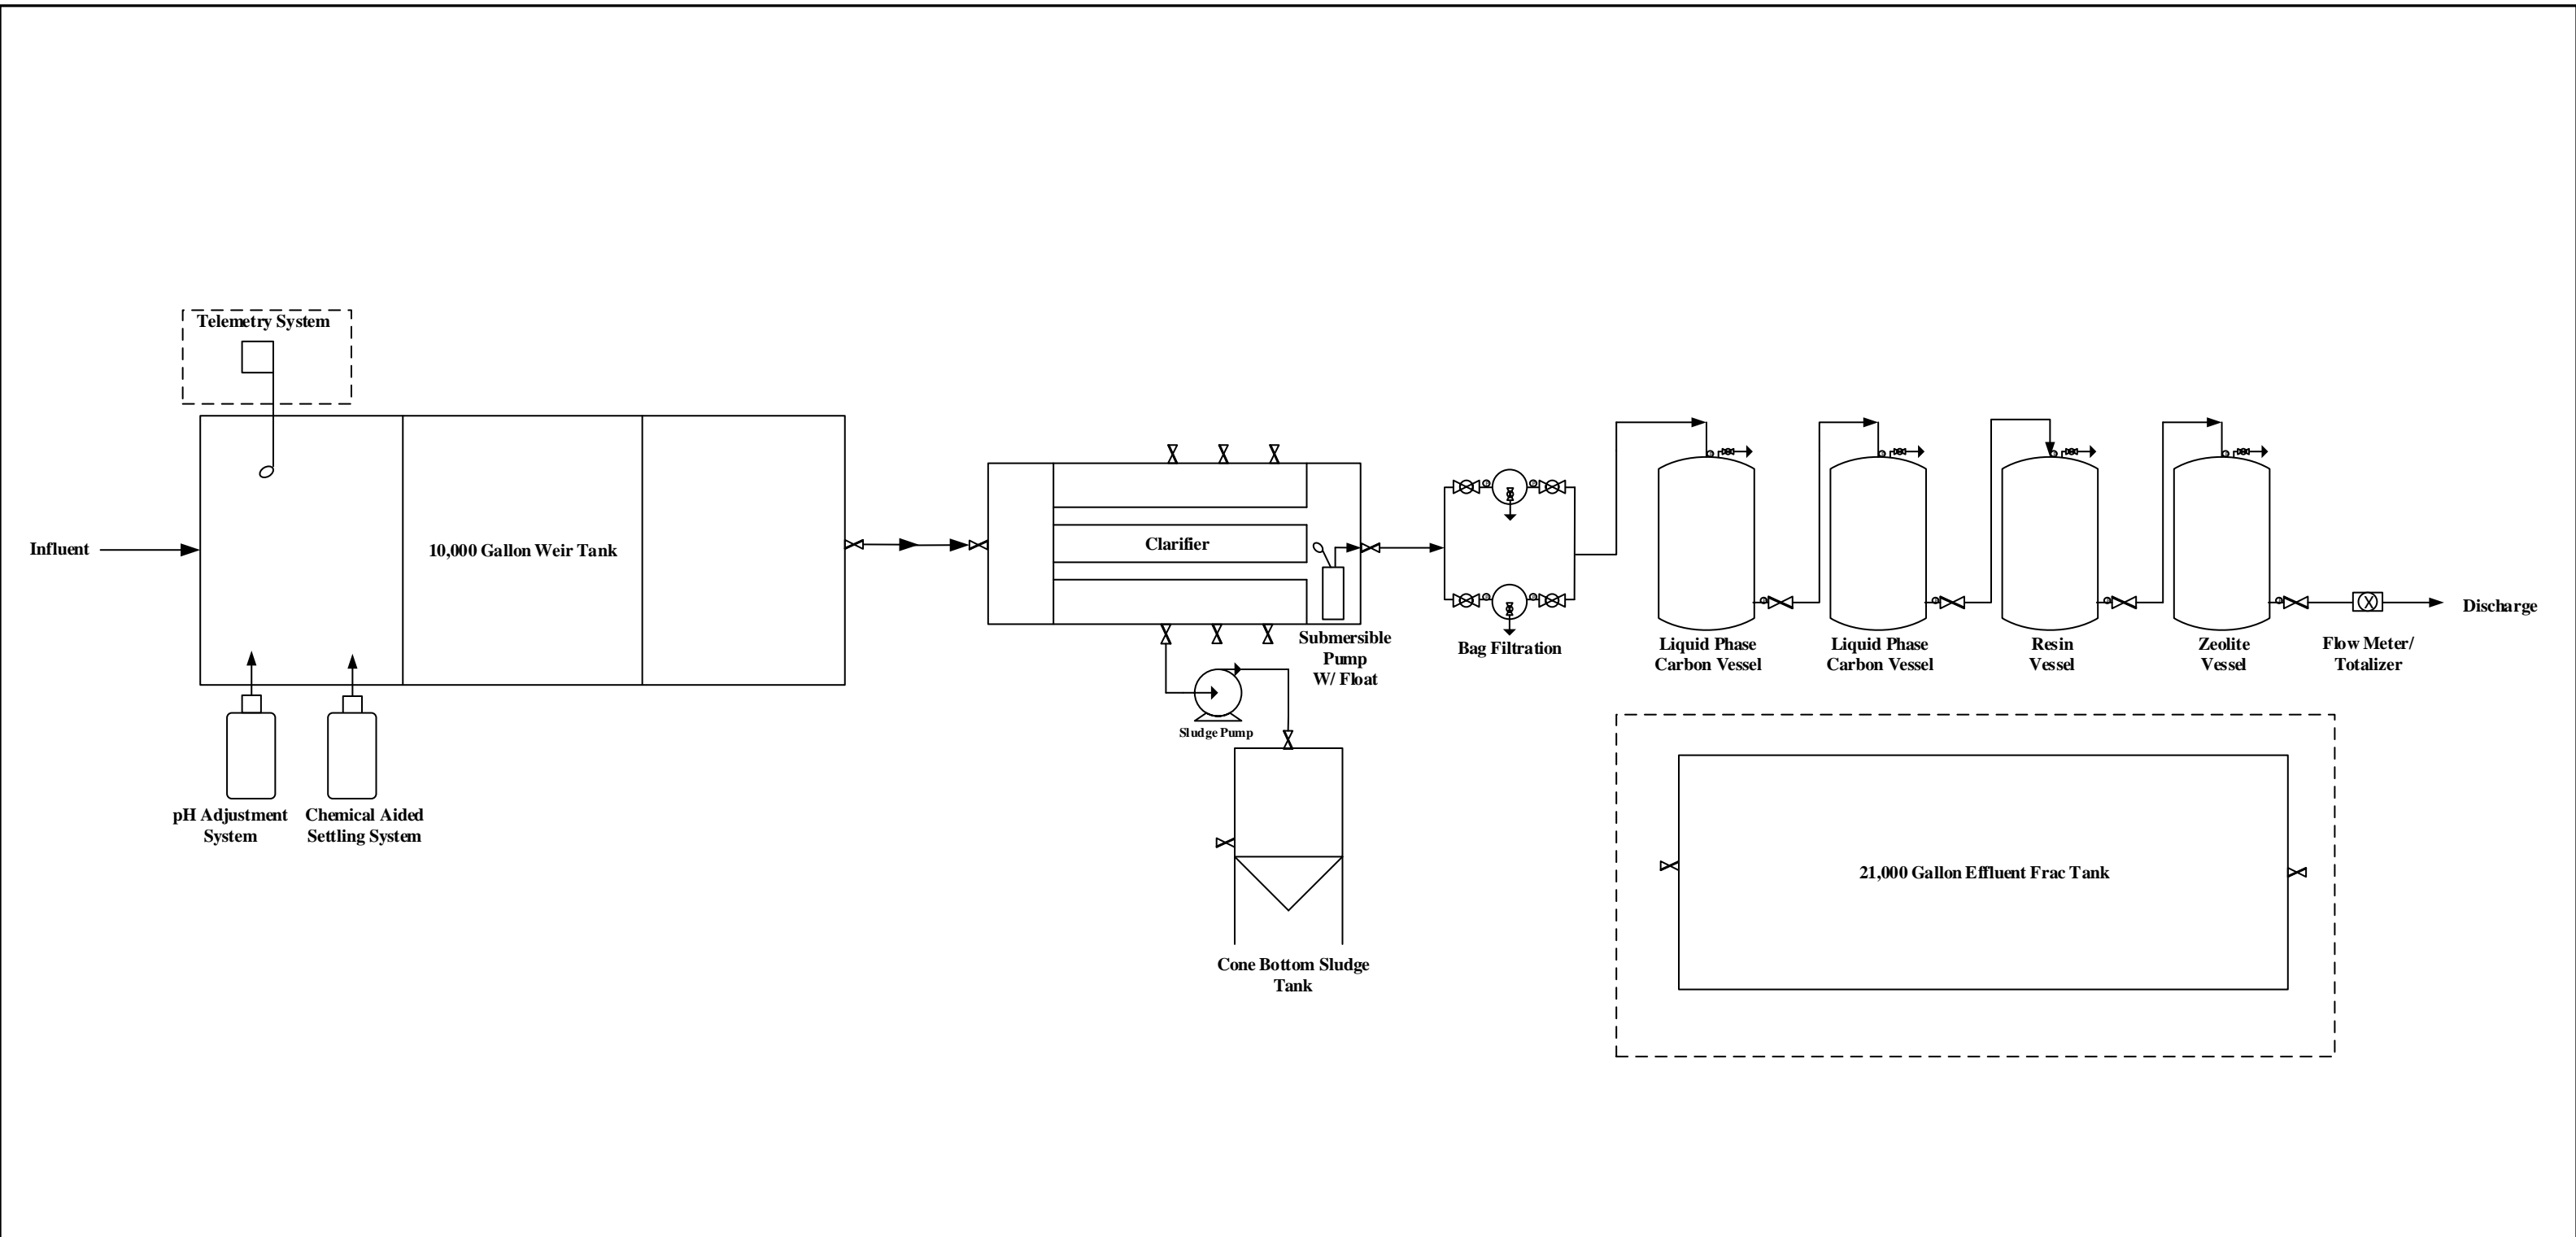 Telemetry System
Influent
10,000 Gallon Weir Tank
pH Adjustment
System
Chemical Aided
Settling System
Clarifier
Submersible
Pump
W/ Float
Sludge Pump
Cone Bottom Sludge
Tank
Bag Filtration
Liquid Phase
Carbon Vessel
Liquid Phase
Carbon Vessel
Resin
Vessel
Zeolite
Vessel
Flow Meter/
Totalizer
Discharge
21,000 Gallon Effluent Frac Tank